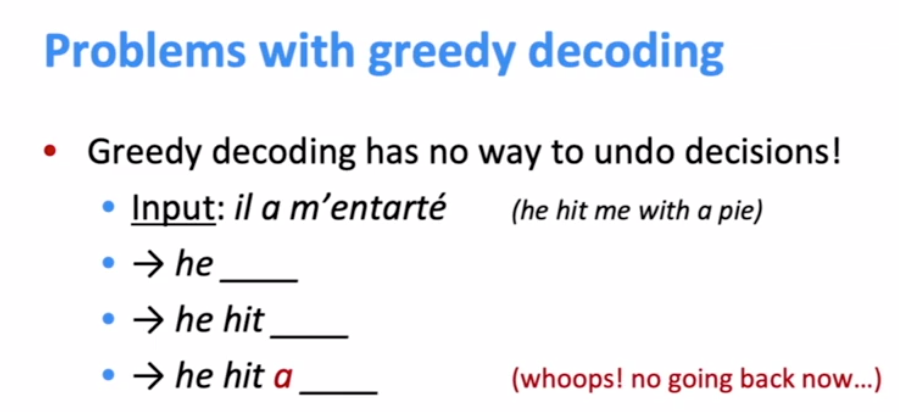 Problems with greedy decoding
• Greedy decoding has no way to undo decisions!
• Input: il a m’entarté (he hit me with a pie)
• → he ____
• → he hit ____
• → he hit a ____ (whoops! no going back now…)